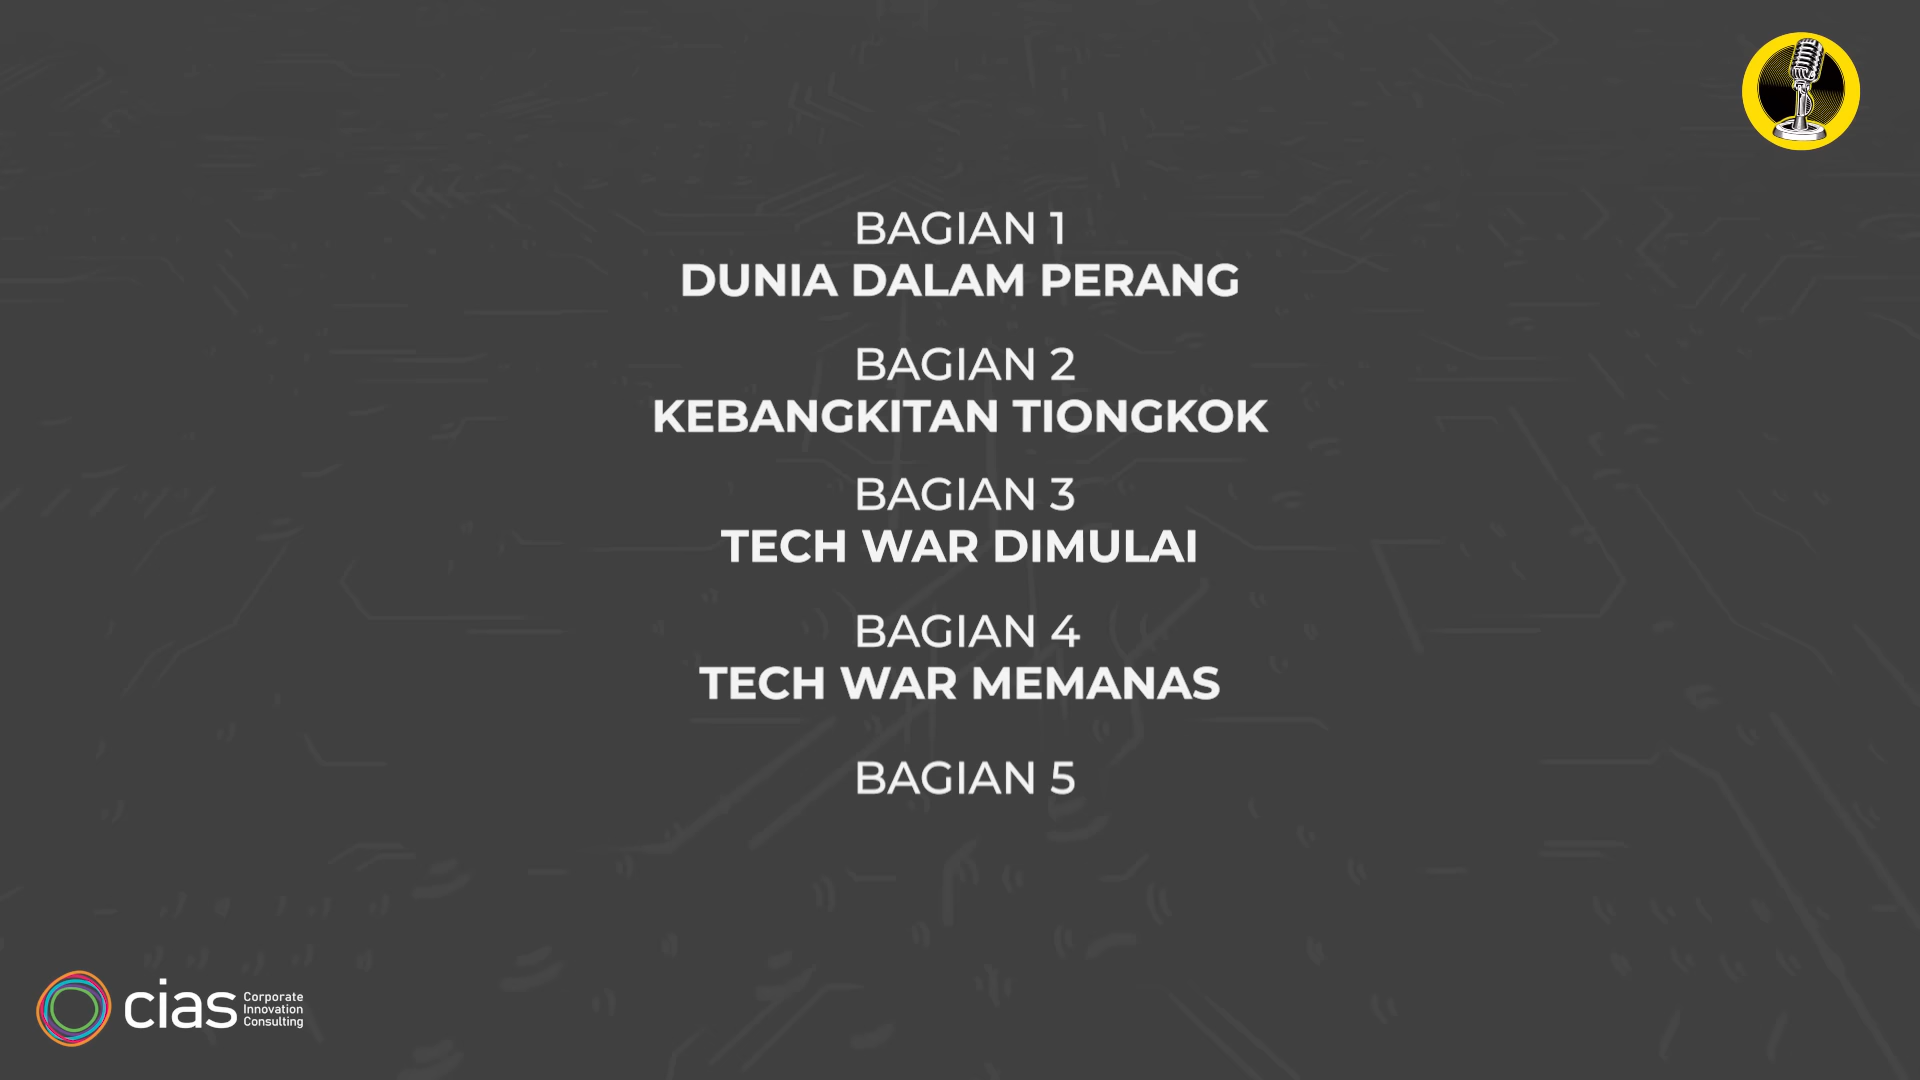 BAGIAN 1
DUNIA DALAM PERANG
BAGIAN 2
KEBANGKITAN TIONGKOK
BAGIAN 3
TECH WAR DIMULAI
BAGIAN 4
TECH WAR MEMANAS
BAGIAN 5
cias
Corporate
Innovation
Consulting